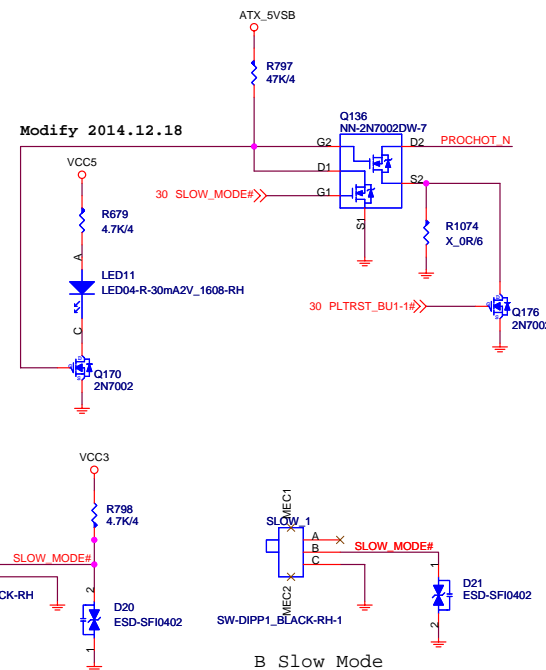 ATX_5VSB
R797
47K/4
Modify 2014.12.18
Q136
NN-2N7002DW-7
G2
D2
PROCHOT_N
VCC5
D1
S2
30 SLOW_MODE#
G1
S1
R679
4.7K/4
R1074
X_0R/6
A
LED11
LED04-R-30mA2V_1608-RH
C
30 PLTRST_BU1-1#
Q176
2N7002
Q170
2N7002
VCC3
R798
4.7K/4
MEC1
SLOW_1
A
B
C
SLOW_MODE#
SLOW_MODE#
CK-RH
2
D20
ESD-SFI0402
1
MEC2
SW-DIPP1_BLACK-RH-1
1
D21
ESD-SFI0402
2
B Slow Mode